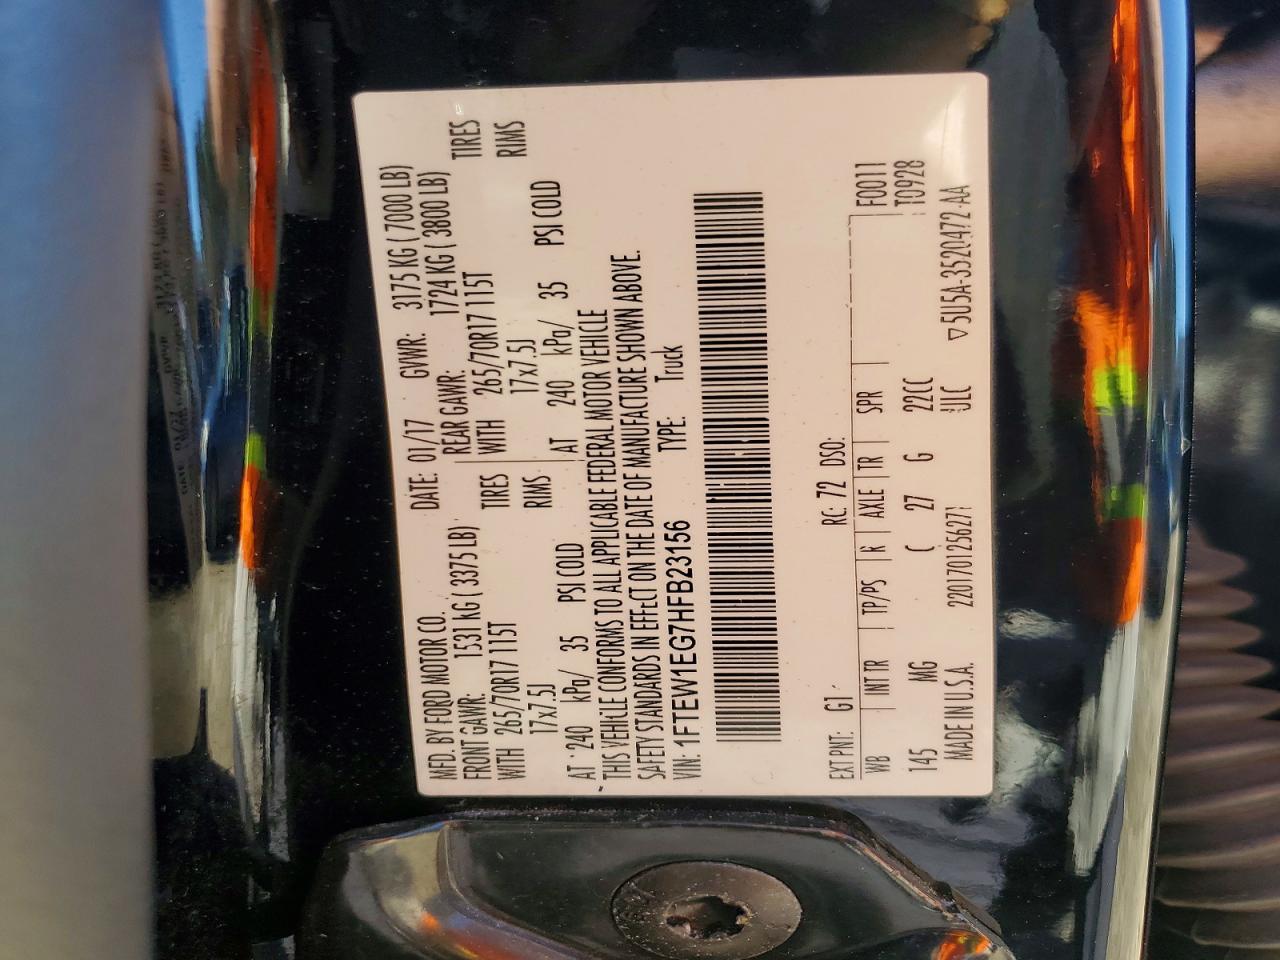 MFD. BY FORD MOTOR CO. DATE: 01/17 GVWR: 3175 KG ( 7000 LB)
FRONT GAWR: 1531 KG ( 3375 LB) REAR GAWR: 1724 KG ( 3800 LB)
WITH 265/70R17 115T TIRES WITH 265/70R17 115T TIRES
17x7.5J RIMS 17x7.5J RIMS
AT 240 kPa/ 35 PSI COLD AT 240 kPa/ 35 PSI COLD
THIS VEHICLE CONFORMS TO ALL APPLICABLE FEDERAL MOTOR VEHICLE
SAFETY STANDARDS IN EFFECT ON THE DATE OF MANUFACTURE SHOWN ABOVE.
VIN: 1FTEW1EG7HFB23156 TYPE: Truck
EXT PNT: G1 RC: 72 DSO: F0011
WB INT TR TP/PS R AXLE TR SPR T0928
145 MG C 27 G 22CC
MADE IN U.S.A. 2201701256271 ULC ▽5U5A-3520472-AA